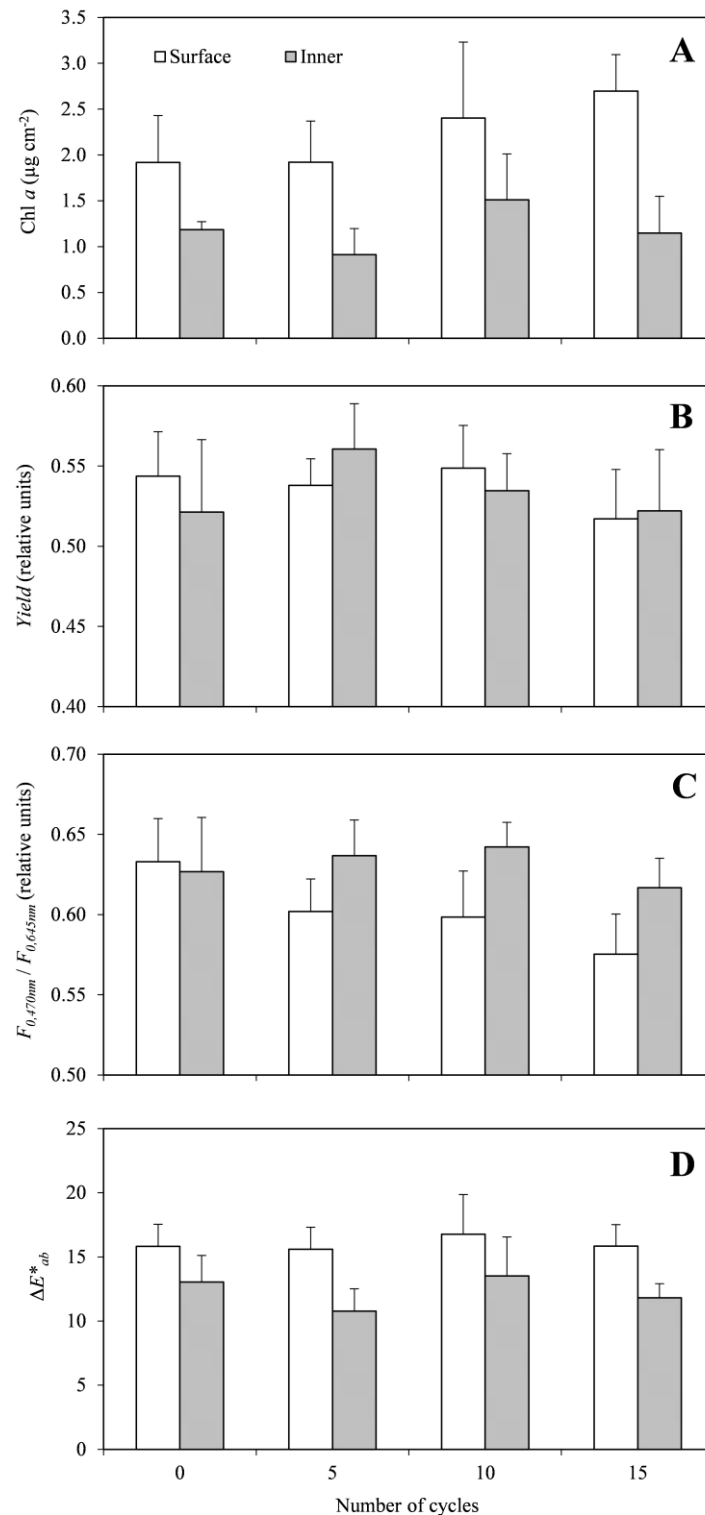 A
Surface Inner
Chl a (µg cm-2)
3.5
3.0
2.5
2.0
1.5
1.0
0.5
0.0
B
Yield (relative units)
0.60
0.55
0.50
0.45
0.40
C
F0,470nm / F0,645nm (relative units)
0.70
0.65
0.60
0.55
0.50
D
ΔE*ab
25
20
15
10
5
0
0 5 10 15
Number of cycles